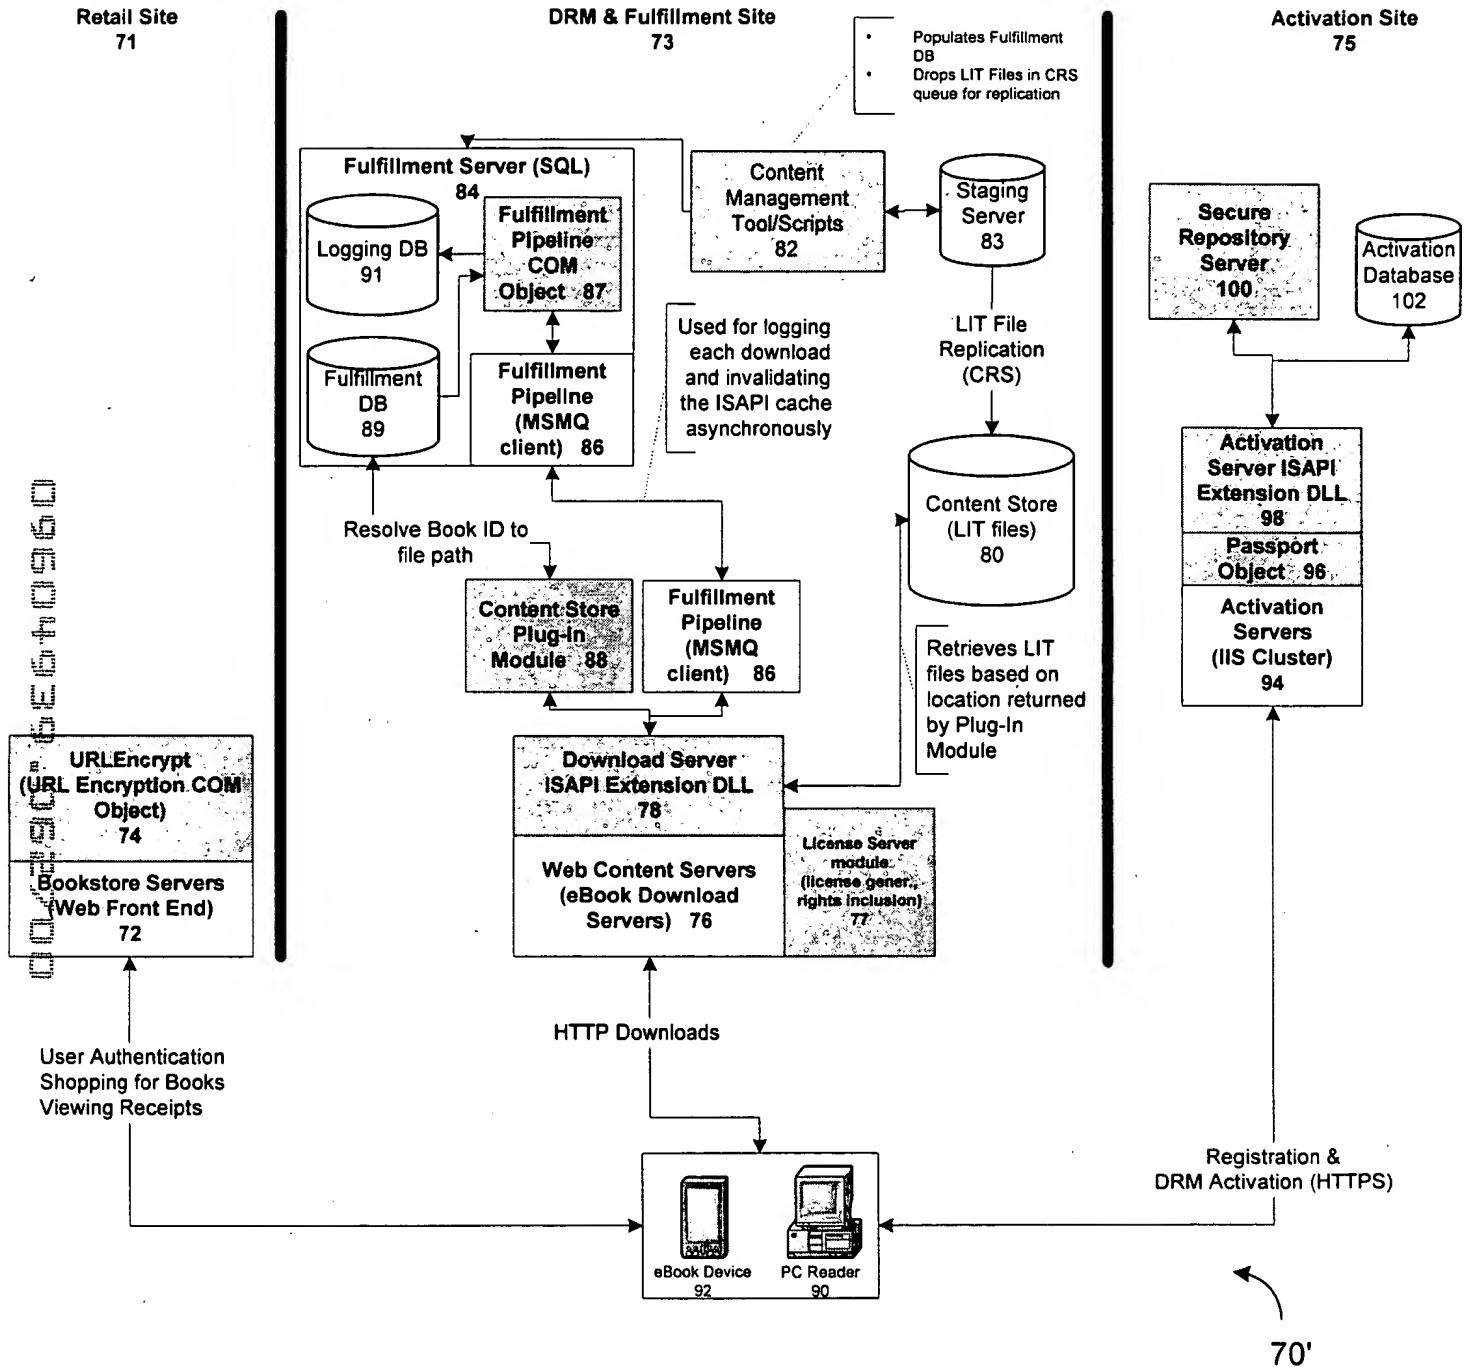 Retail Site
71
DRM & Fulfillment Site
73
Activation Site
75
• Populates Fulfillment
DB
• Drops LIT Files in CRS
queue for replication
Fulfillment Server (SQL)
84
Logging DB
91
Fulfillment
Pipeline
COM
Object 87
Fulfillment
DB
89
Fulfillment
Pipeline
(MSMQ
client) 86
Content
Management
Tool/Scripts
82
Staging
Server
83
Used for logging
each download
and invalidating
the ISAPI cache
asynchronously
LIT File
Replication
(CRS)
Secure
Repository
Server
100
Activation
Database
102
Activation
Server ISAPI
Extension DLL
98
Passport
Object 96
Activation
Servers
(IIS Cluster)
94
Resolve Book ID to
file path
Content Store
(LIT files)
80
Content Store
Plug-In
Module 88
Fulfillment
Pipeline
(MSMQ
client) 86
Retrieves LIT
files based on
location returned
by Plug-In
Module
URLEncrypt
(URL Encryption COM
Object)
74
Bookstore Servers
(Web Front End)
72
Download Server
ISAPI Extension DLL
78
Web Content Servers
(eBook Download
Servers) 76
License Server
module
(license gener.,
rights inclusion)
77
HTTP Downloads
User Authentication
Shopping for Books
Viewing Receipts
Registration &
DRM Activation (HTTPS)
eBook Device
92
PC Reader
90
70'